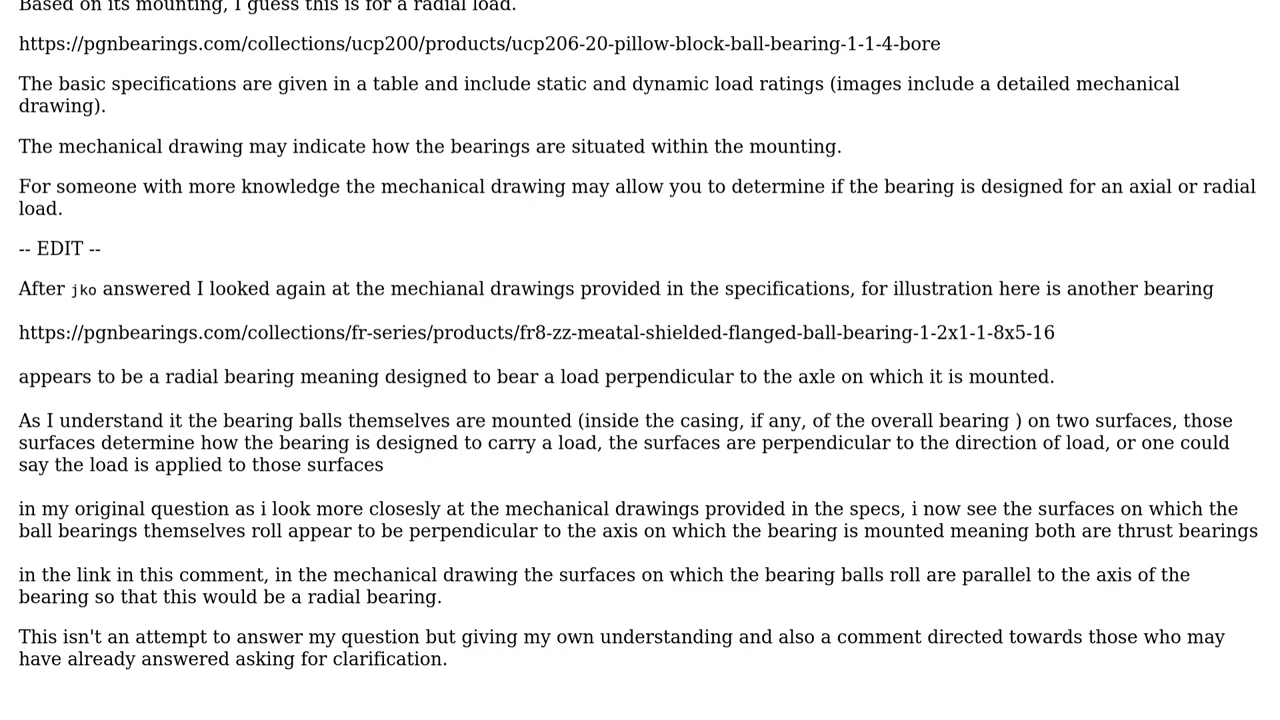 Based on its mounting, I guess this is for a radial load.
https://pgnbearings.com/collections/ucp200/products/ucp206-20-pillow-block-ball-bearing-1-1-4-bore
The basic specifications are given in a table and include static and dynamic load ratings (images include a detailed mechanical
drawing).
The mechanical drawing may indicate how the bearings are situated within the mounting.
For someone with more knowledge the mechanical drawing may allow you to determine if the bearing is designed for an axial or radial
load.
-- EDIT --
After jko answered I looked again at the mechianal drawings provided in the specifications, for illustration here is another bearing
https://pgnbearings.com/collections/fr-series/products/fr8-zz-meatal-shielded-flanged-ball-bearing-1-2x1-1-8x5-16
appears to be a radial bearing meaning designed to bear a load perpendicular to the axle on which it is mounted.
As I understand it the bearing balls themselves are mounted (inside the casing, if any, of the overall bearing ) on two surfaces, those
surfaces determine how the bearing is designed to carry a load, the surfaces are perpendicular to the direction of load, or one could
say the load is applied to those surfaces
in my original question as i look more closesly at the mechanical drawings provided in the specs, i now see the surfaces on which the
ball bearings themselves roll appear to be perpendicular to the axis on which the bearing is mounted meaning both are thrust bearings
in the link in this comment, in the mechanical drawing the surfaces on which the bearing balls roll are parallel to the axis of the
bearing so that this would be a radial bearing.
This isn't an attempt to answer my question but giving my own understanding and also a comment directed towards those who may
have already answered asking for clarification.